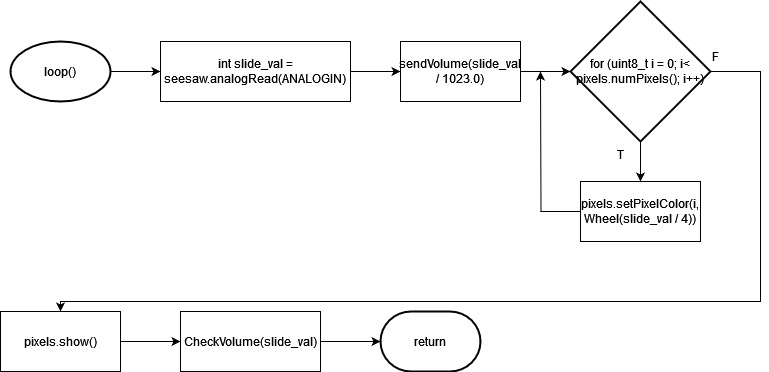 loop()
int slide_val =
seesaw.analogRead(ANALOGIN)
sendVolume(slide_val
/ 1023.0)
for (uint8_t i = 0; i<
pixels.numPixels(); i++)
F
T
pixels.setPixelColor(i,
Wheel(slide_val / 4))
pixels.show()
CheckVolume(slide_val)
return